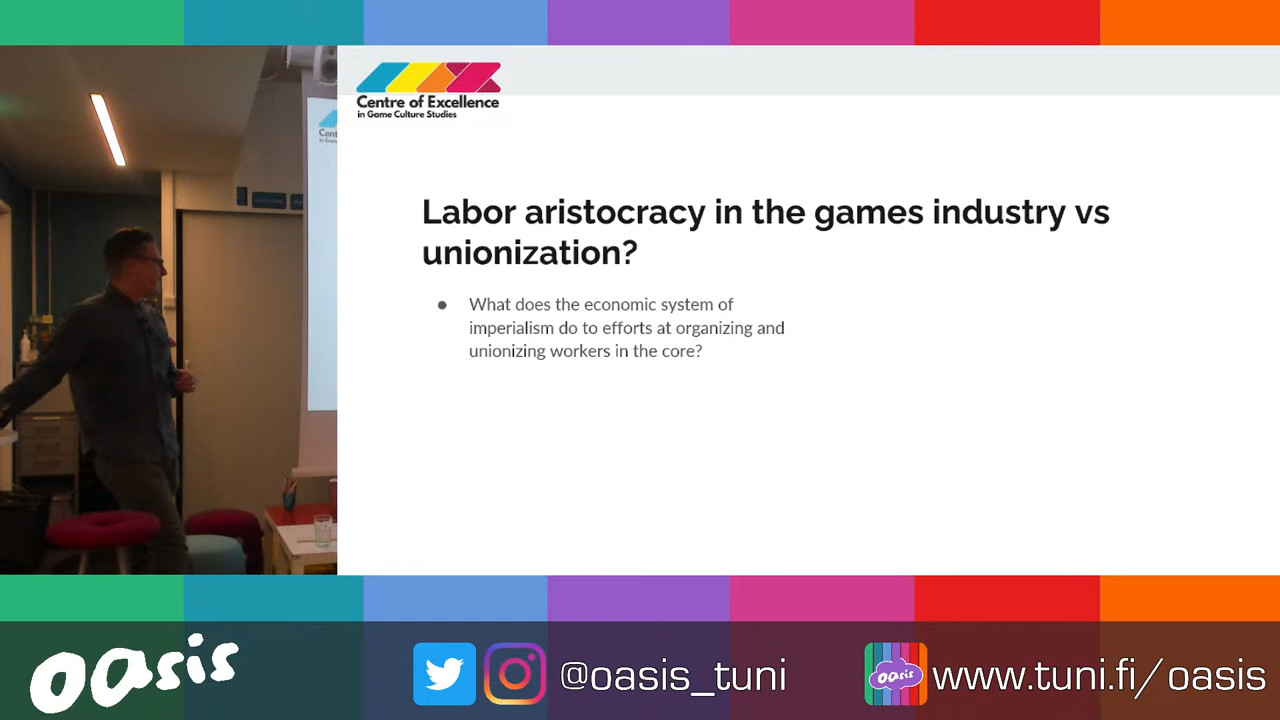 Centre of Excellence
in Game Culture Studies
Labor aristocracy in the games industry vs
unionization?
● What does the economic system of
imperialism do to efforts at organizing and
unionizing workers in the core?
oasis
@oasis_tuni
oasis
www.tuni.fi/oasis